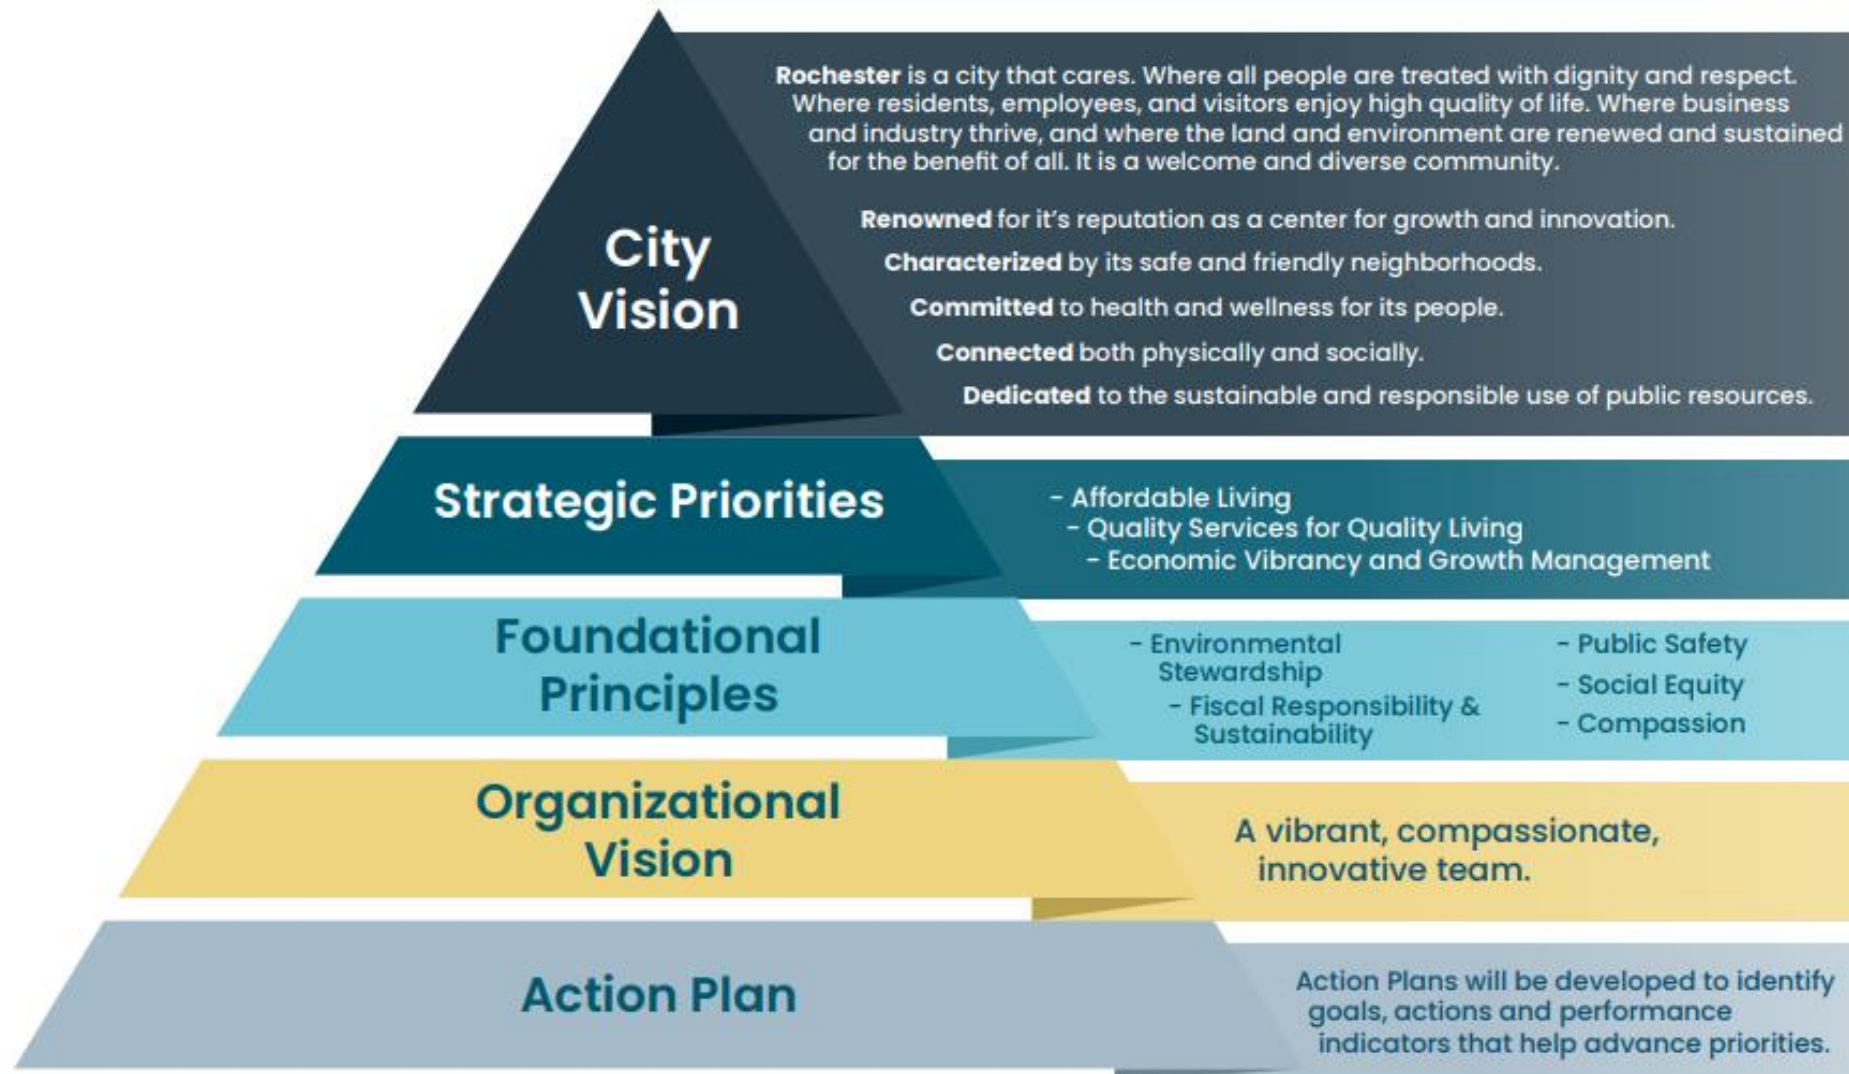 City
Vision
Rochester is a city that cares. Where all people are treated with dignity and respect.
Where residents, employees, and visitors enjoy high quality of life. Where business
and industry thrive, and where the land and environment are renewed and sustained
for the benefit of all. It is a welcome and diverse community.
Renowned for it's reputation as a center for growth and innovation.
Characterized by its safe and friendly neighborhoods.
Committed to health and wellness for its people.
Connected both physically and socially.
Dedicated to the sustainable and responsible use of public resources.
Strategic Priorities
- Affordable Living
- Quality Services for Quality Living
- Economic Vibrancy and Growth Management
Foundational
Principles
- Environmental
Stewardship
- Fiscal Responsibility &
Sustainability
- Public Safety
- Social Equity
- Compassion
Organizational
Vision
A vibrant, compassionate,
innovative team.
Action Plan
Action Plans will be developed to identify
goals, actions and performance
indicators that help advance priorities.